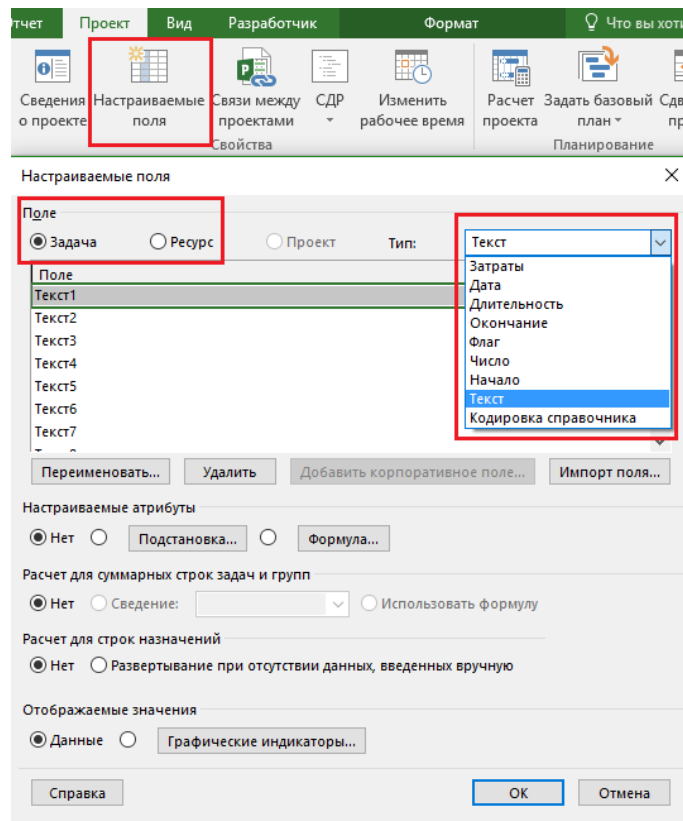 Отчет Проект Вид Разработчик Формат Что вы хоти
Сведения о проекте
Настраиваемые поля
Связи между проектами
СДР
Изменить рабочее время
Расчет проекта
Задать базовый план
Сдв
пр
Свойства Планирование
Настраиваемые поля
Поле
Задача Ресурс Проект Тип: Текст
Поле
Затраты
Дата
Длительность
Окончание
Флаг
Число
Начало
Текст
Кодировка справочника
Текст1
Текст2
Текст3
Текст4
Текст5
Текст6
Текст7
Переименовать... Удалить Добавить корпоративное поле... Импорт поля...
Настраиваемые атрибуты
Нет Подстановка... Формула...
Расчет для суммарных строк задач и групп
Нет Сведение: Использовать формулу
Расчет для строк назначений
Нет Развертывание при отсутствии данных, введенных вручную
Отображаемые значения
Данные Графические индикаторы...
Справка ОК Отмена